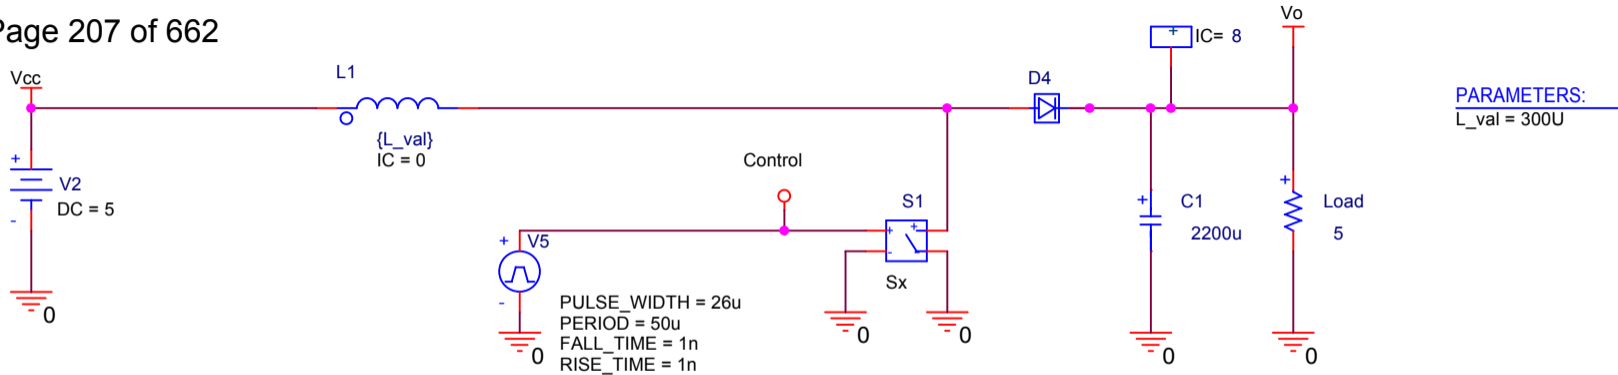 Page 207 of 662
Vo
IC= 8
Vcc
L1
D4
PARAMETERS:
L_val = 300U
{L_val}
IC = 0
Control
+
V2
DC = 5
-
S1
+
C1
2200u
+
Load
5
+
V5
-
+
+
-
Sx
PULSE_WIDTH = 26u
PERIOD = 50u
FALL_TIME = 1n
RISE_TIME = 1n
0
0
0
0
0
0
+